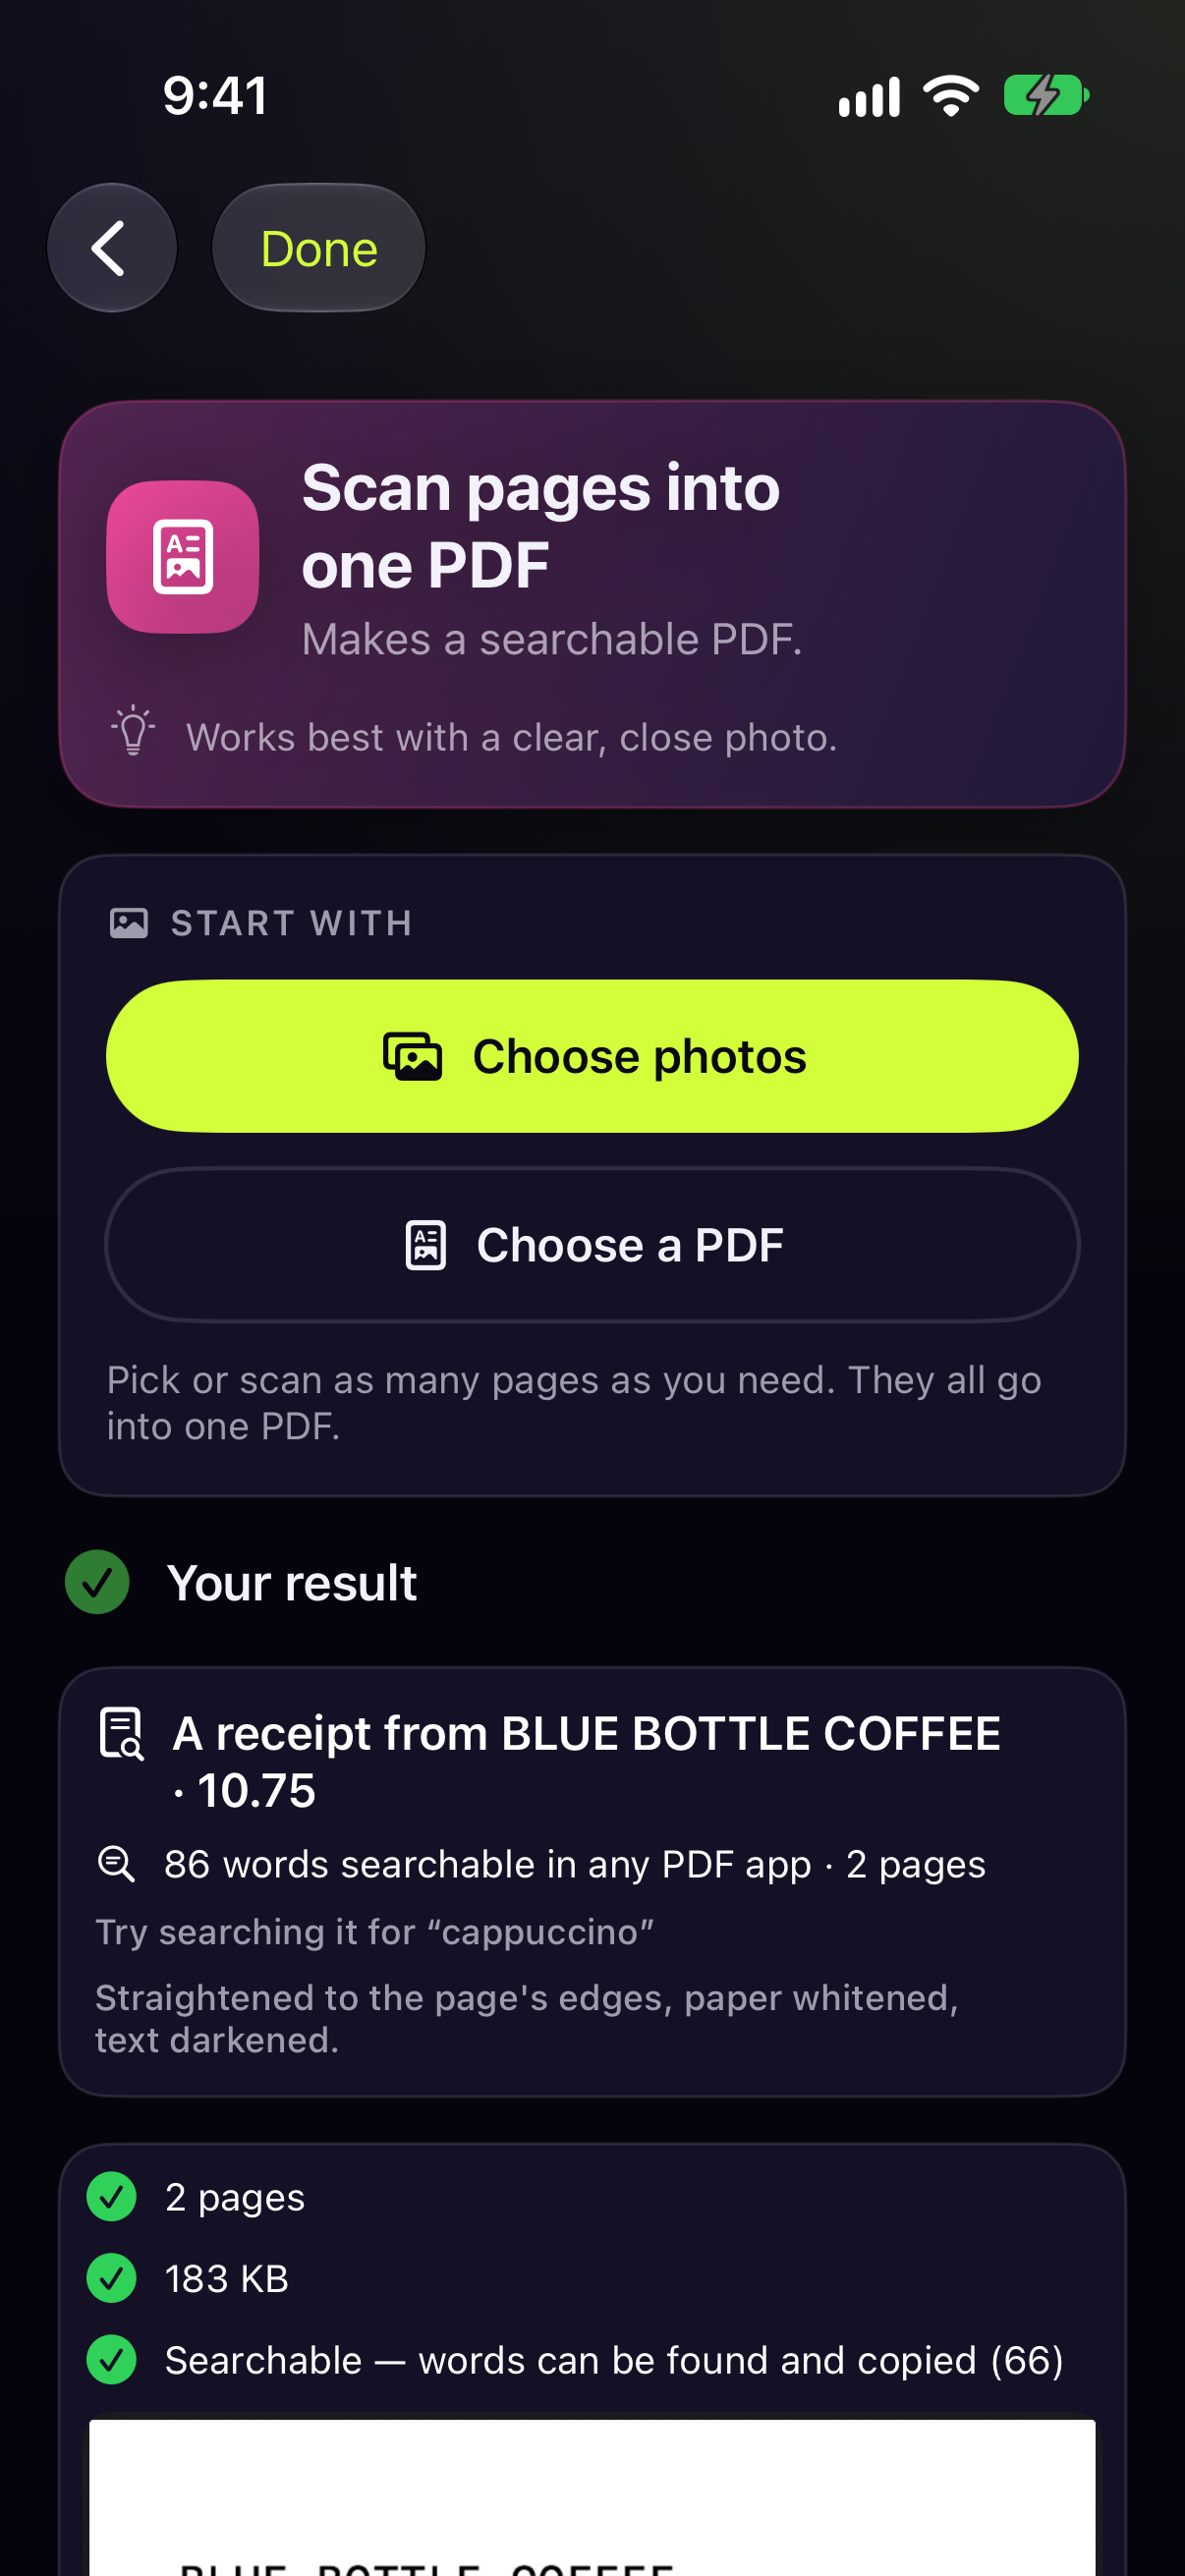 9:41
Done
Scan pages into
one PDF
Makes a searchable PDF.
Works best with a clear, close photo.
START WITH
Choose photos
Choose a PDF
Pick or scan as many pages as you need. They all go
into one PDF.
Your result
A receipt from BLUE BOTTLE COFFEE
· 10.75
86 words searchable in any PDF app · 2 pages
Try searching it for “cappuccino”
Straightened to the page's edges, paper whitened,
text darkened.
2 pages
183 KB
Searchable — words can be found and copied (66)
BLUE BOTTLE COFFEE